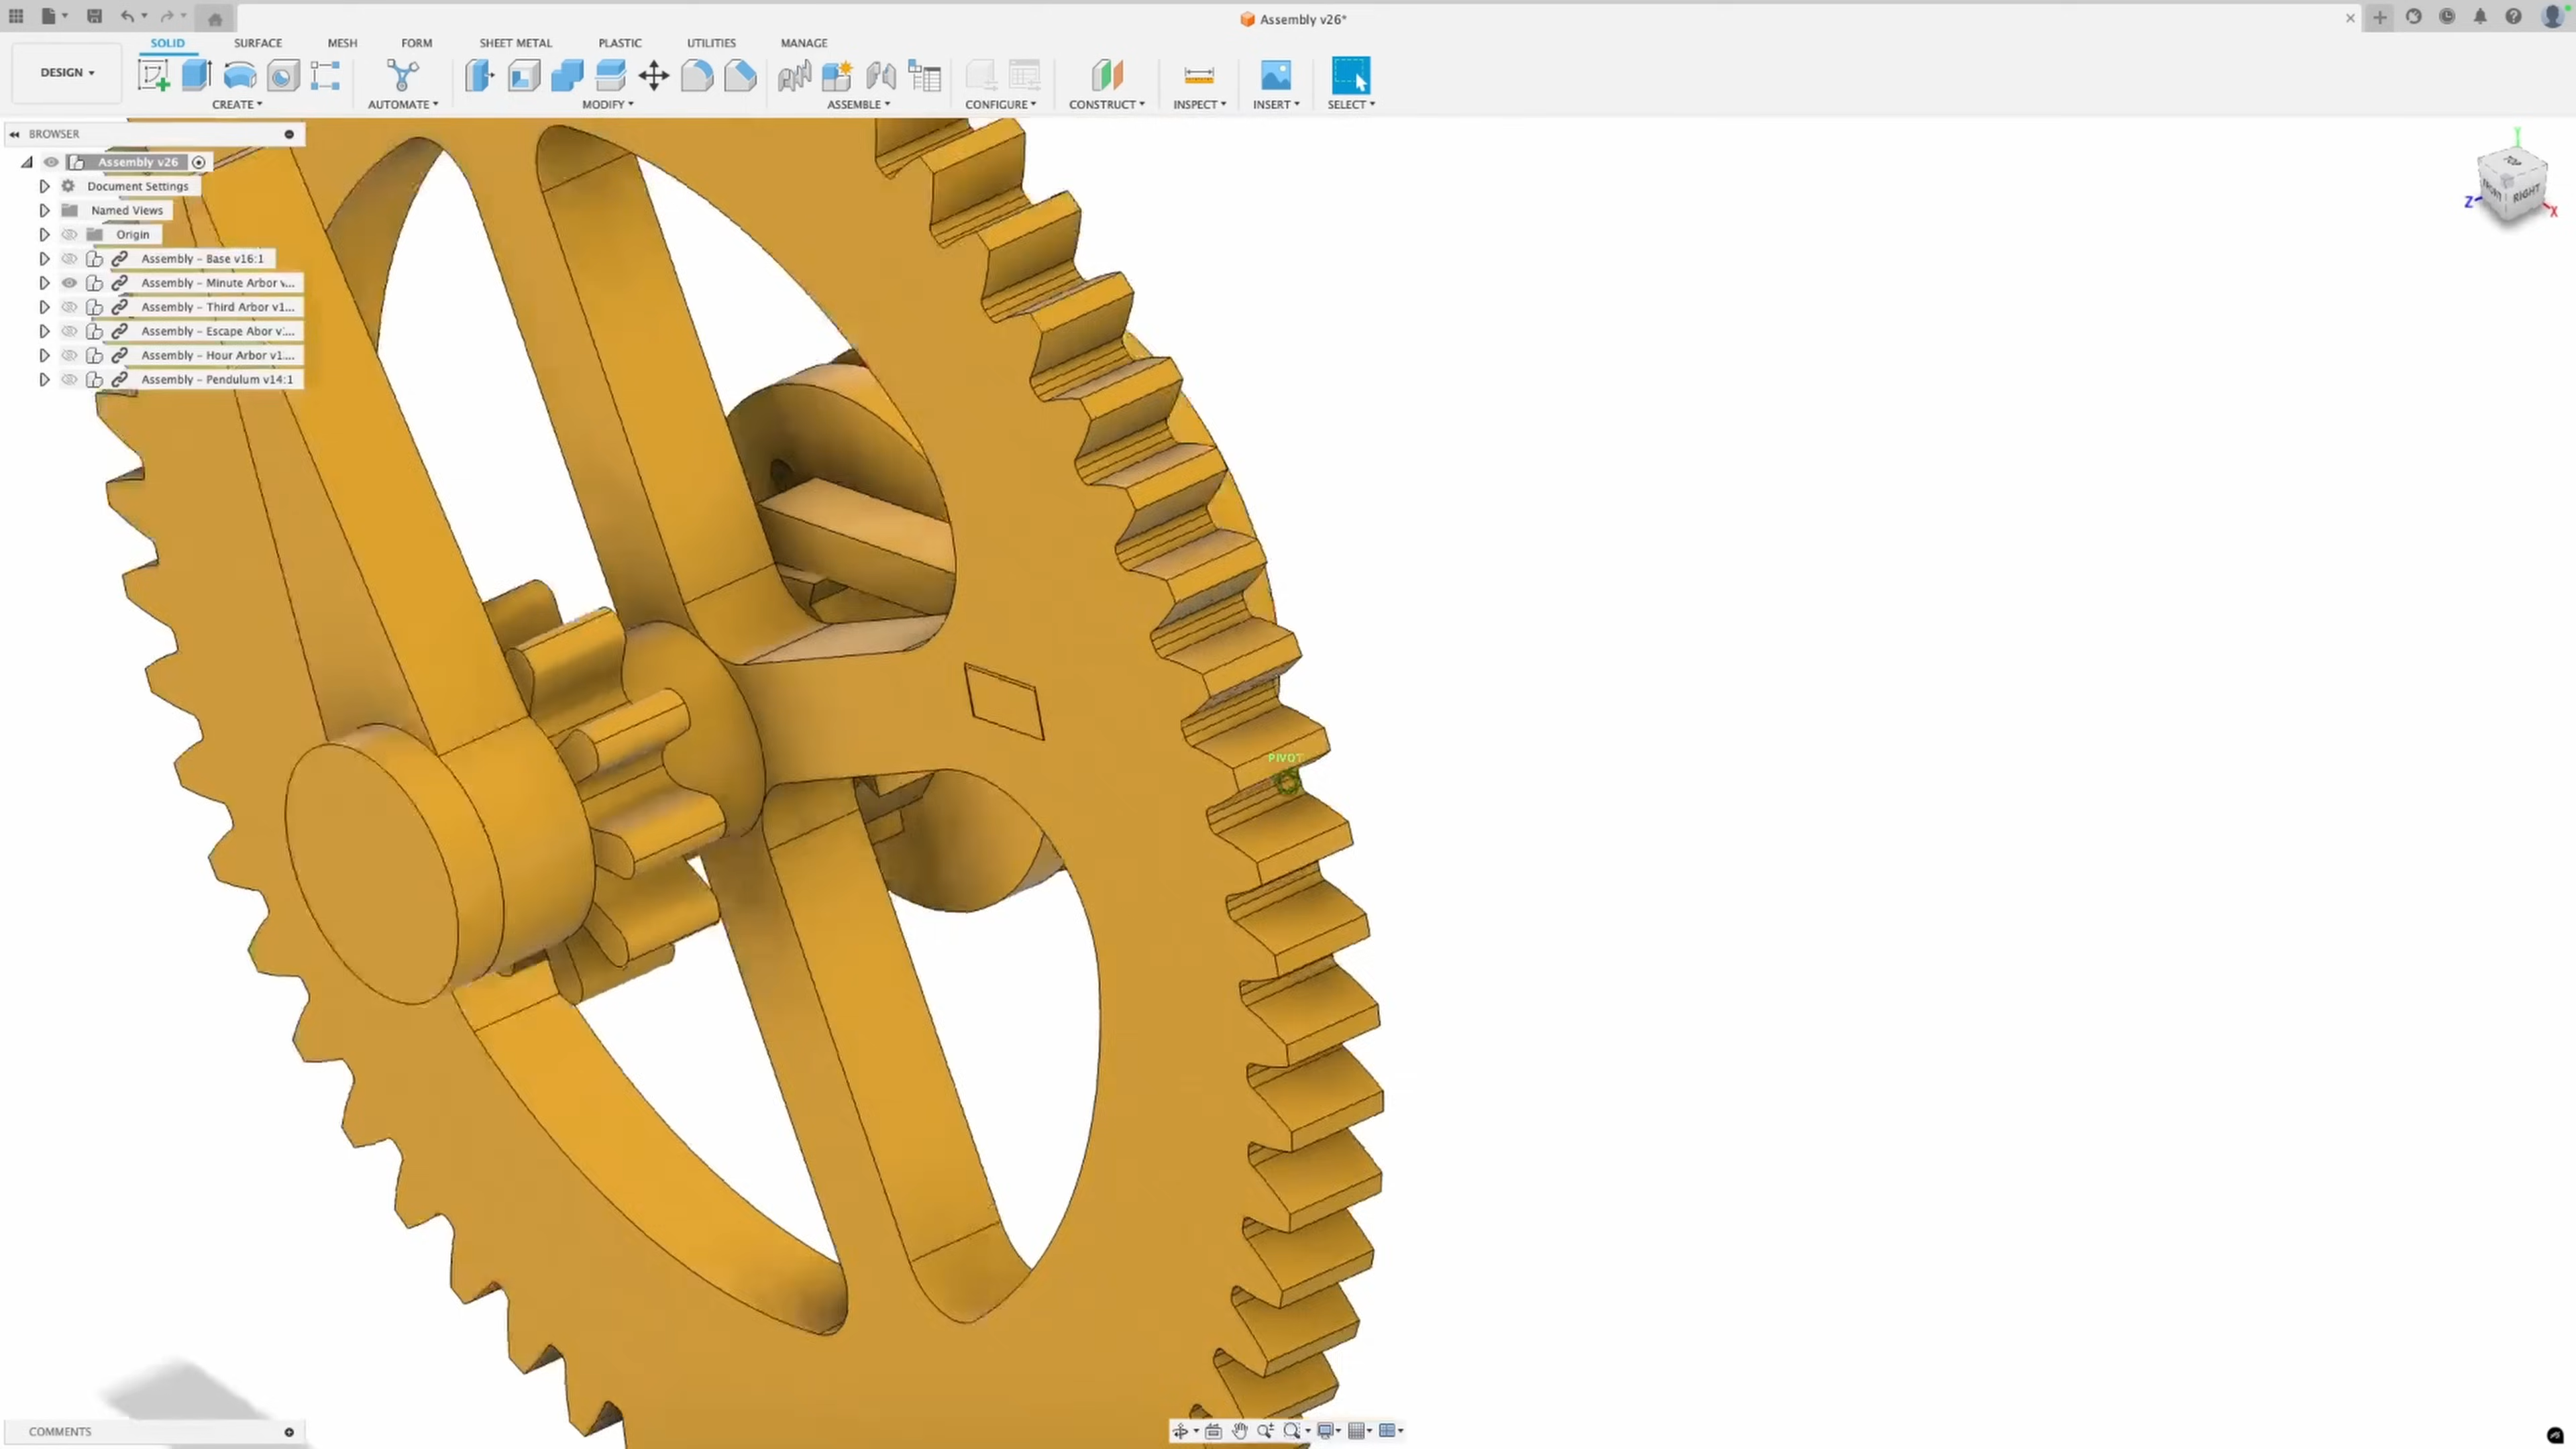 Assembly v26*
DESIGN
SOLID SURFACE MESH FORM SHEET METAL PLASTIC UTILITIES MANAGE
CREATE AUTOMATE MODIFY ASSEMBLE CONFIGURE CONSTRUCT INSPECT INSERT SELECT
BROWSER
Assembly v26
Document Settings
Named Views
Origin
Assembly – Base v16:1
Assembly – Minute Arbor v...
Assembly – Third Arbor v1...
Assembly – Escape Abor v...
Assembly – Hour Arbor v1...
Assembly – Pendulum v14:1
Y
TOP
FRONT
RIGHT
Z
X
PIVOT
COMMENTS